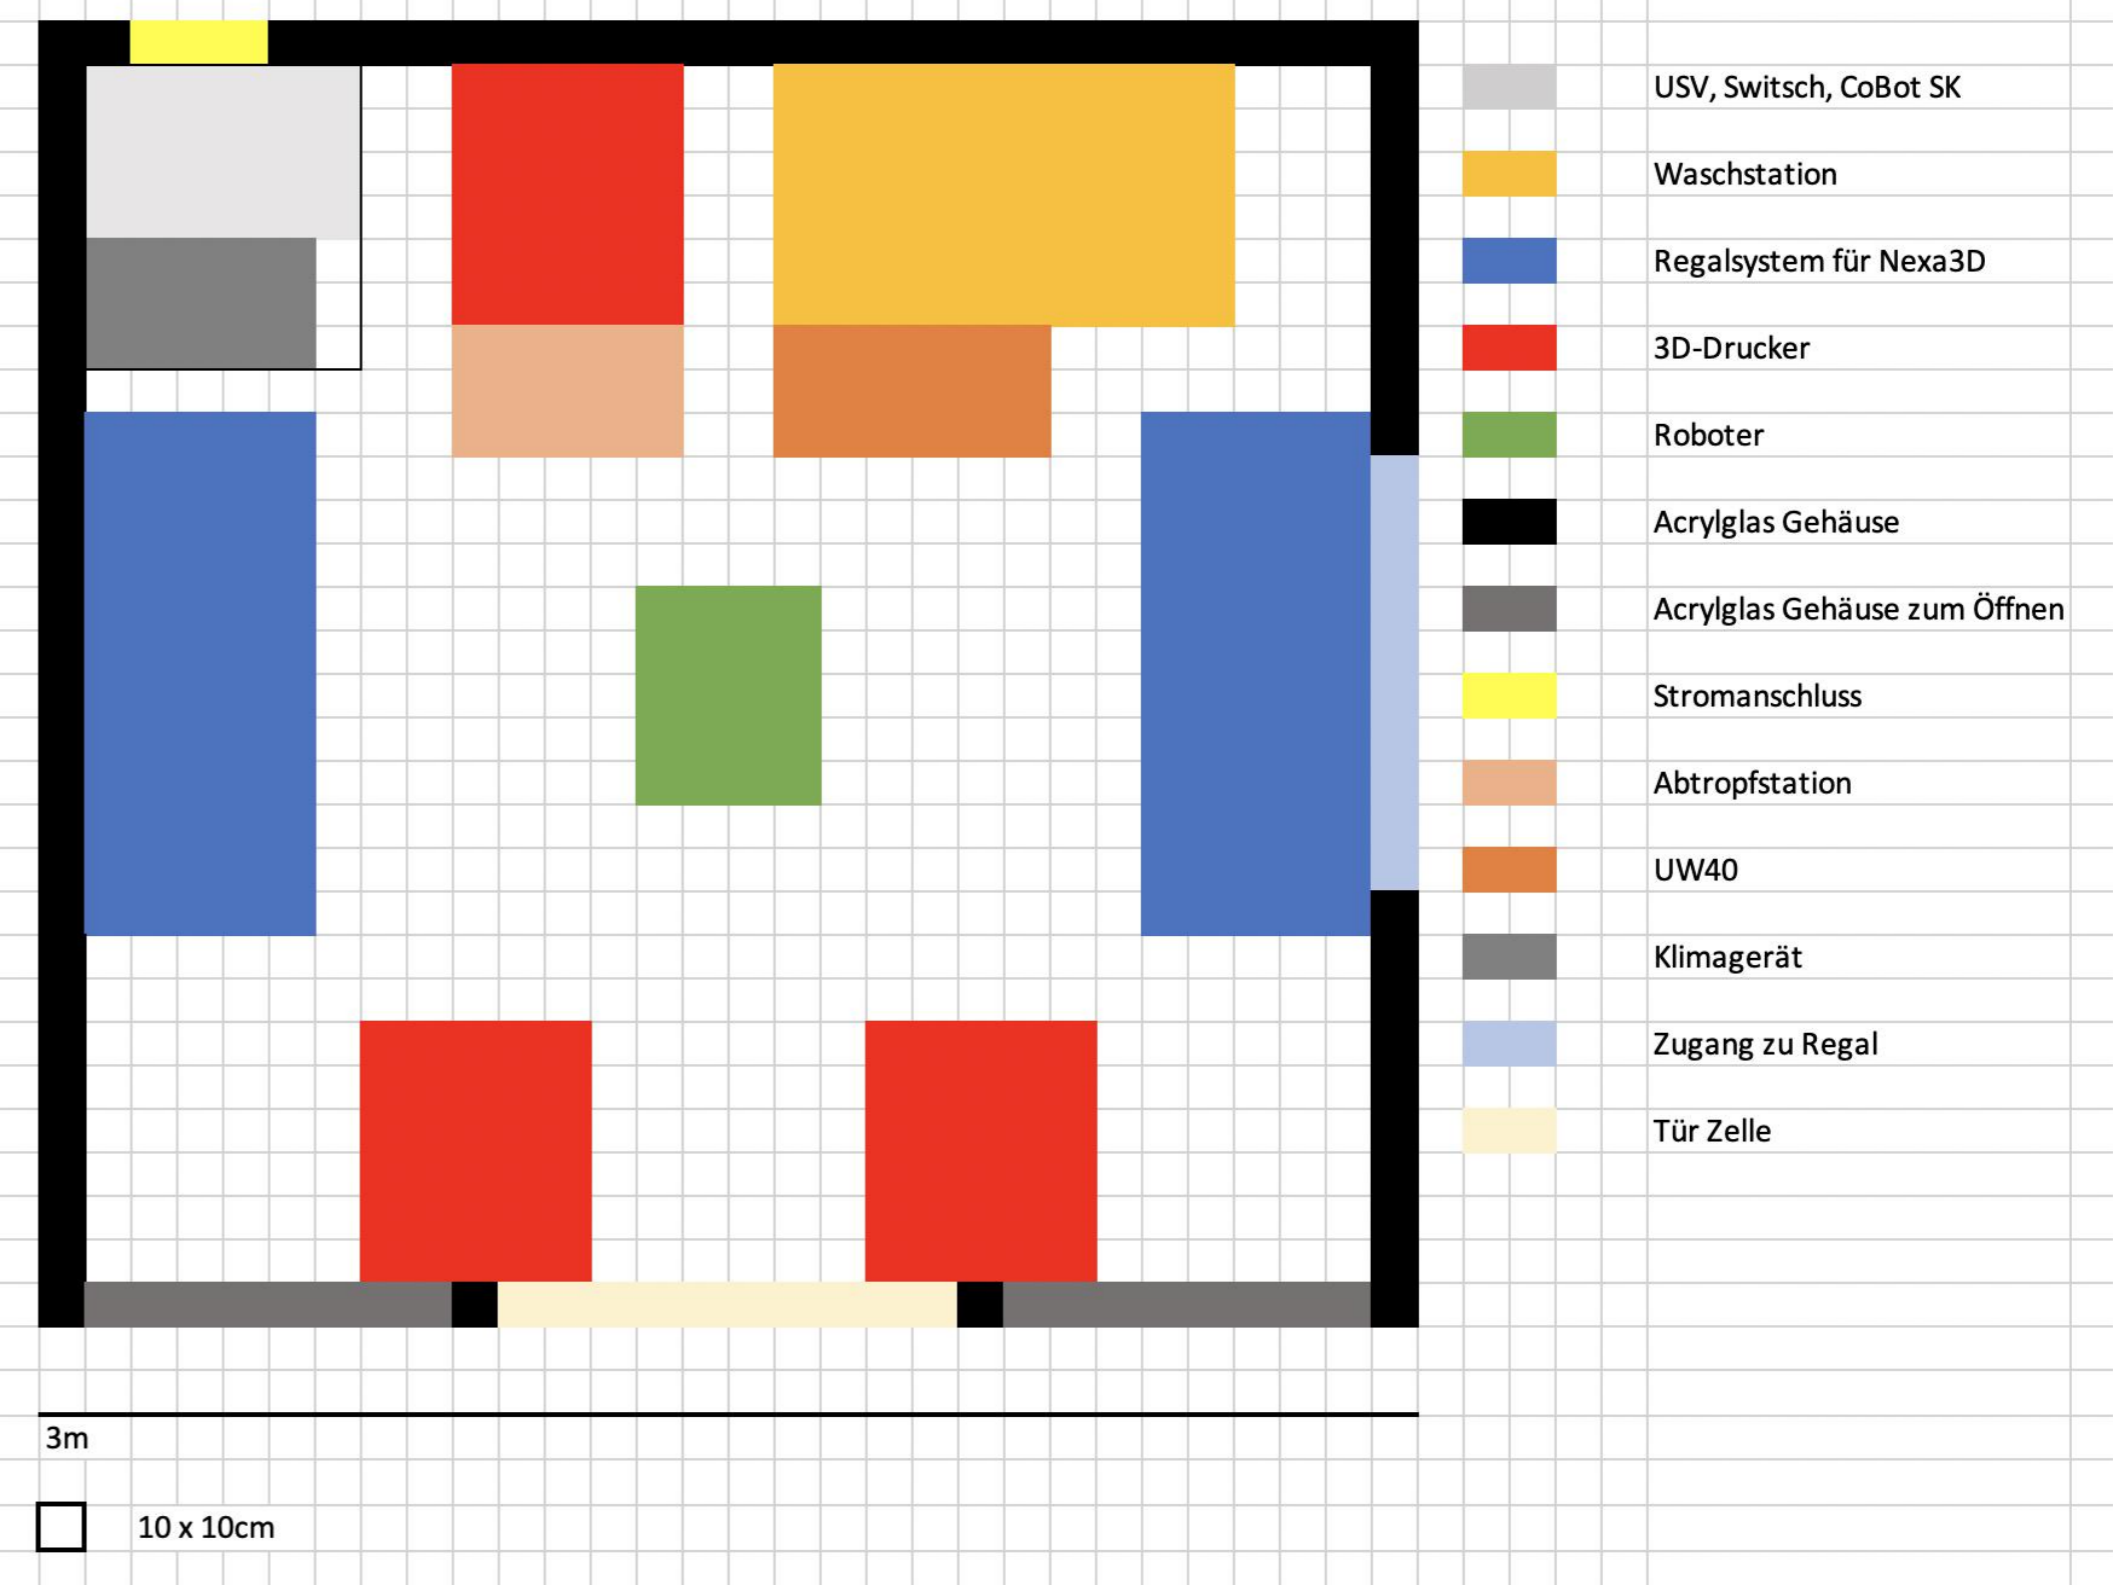 USV, Switsch, CoBot SK
Waschstation
Regalsystem für Nexa3D
3D-Drucker
Roboter
Acrylglas Gehäuse
Acrylglas Gehäuse zum Öffnen
Stromanschluss
Abtropfstation
UW40
Klimagerät
Zugang zu Regal
Tür Zelle
3m
10 x 10cm